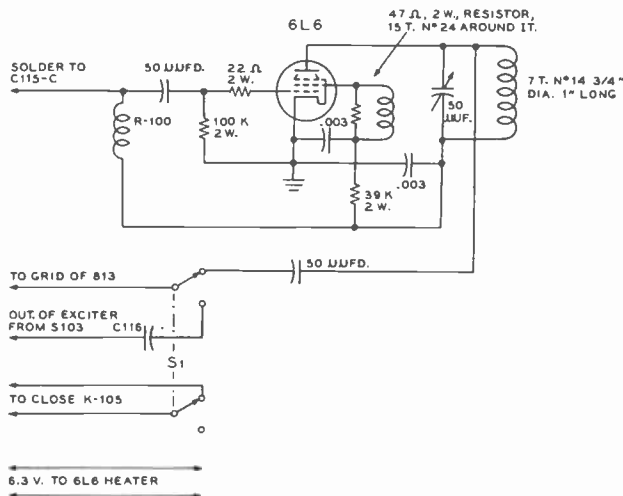 6L6
47 Ω, 2 W., RESISTOR,
15 T. Nº 24 AROUND IT.
SOLDER TO
C115-C
50 UUFD.
22 Ω
2 W.
7 T. Nº 14 3/4"
DIA. 1" LONG
50
UUF.
R-100
100 K
2 W.
.003
.003
39 K
2 W.
50 UUFD.
TO GRID OF 813
OUT. OF EXCITER
FROM S103
C116
S1
TO CLOSE K-105
6.3 V. TO 6L6 HEATER